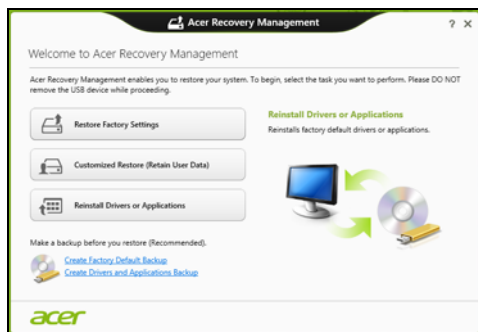 Acer Recovery Management
? ×
Welcome to Acer Recovery Management
Acer Recovery Management enables you to restore your system. To begin, select the task you want to perform. Please DO NOT
remove the USB device while proceeding.
Restore Factory Settings
Reinstall Drivers or Applications
Reinstalls factory default drivers or applications.
Customized Restore (Retain User Data)
Reinstall Drivers or Applications
Make a backup before you restore (Recommended).
Create Factory Default Backup
Create Drivers and Applications Backup
acer